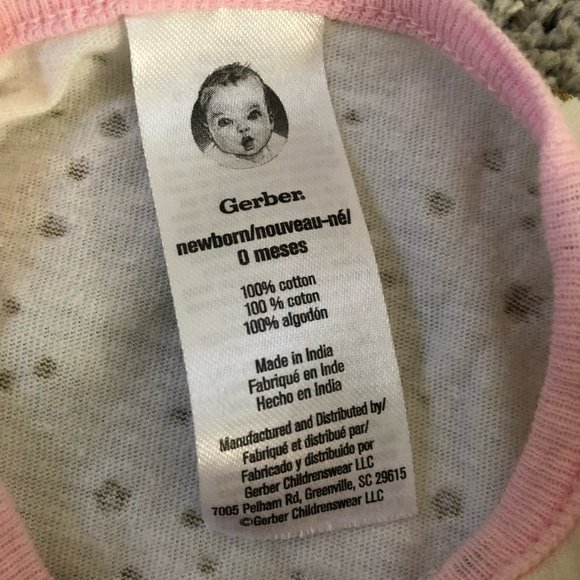 Gerber.
newborn/nouveau-né/
0 meses
100% cotton
100 % coton
100% algodón
Made in India
Fabriqué en Inde
Hecho en India
Manufactured and Distributed by/
Fabriqué et distribué par/
Fabricado y distribuido por
Gerber Childrenswear LLC
7005 Pelham Rd, Greenville, SC 29615
©Gerber Childrenswear LLC